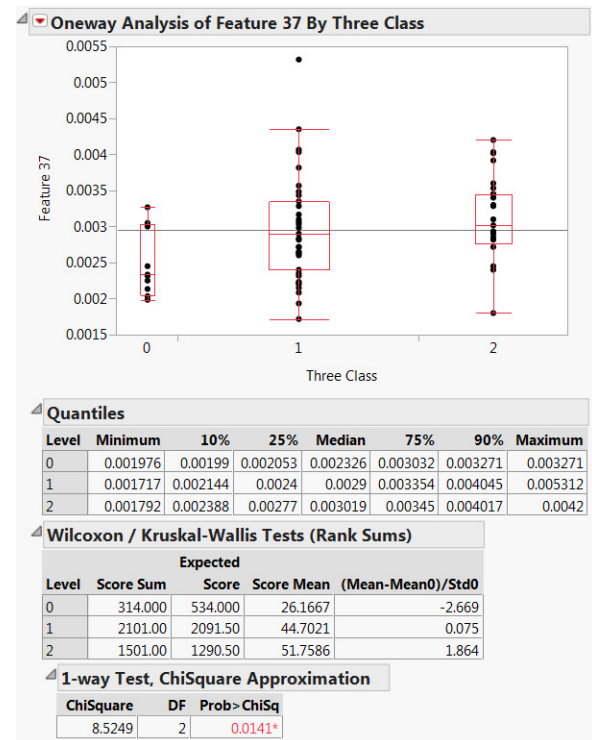 Oneway Analysis of Feature 37 By Three Class
0.0055
0.005
0.0045
0.004
0.0035
0.003
0.0025
0.002
0.0015
Feature 37
0 1 2
Three Class
Quantiles
Level Minimum 10% 25% Median 75% 90% Maximum
0 0.001976 0.00199 0.002053 0.002326 0.003032 0.003271 0.003271
1 0.001717 0.002144 0.0024 0.0029 0.003354 0.004045 0.005312
2 0.001792 0.002388 0.00277 0.003019 0.00345 0.004017 0.0042
Wilcoxon / Kruskal-Wallis Tests (Rank Sums)
Expected
Level Score Sum Score Score Mean (Mean-Mean0)/Std0
0 314.000 534.000 26.1667 -2.669
1 2101.00 2091.50 44.7021 0.075
2 1501.00 1290.50 51.7586 1.864
1-way Test, ChiSquare Approximation
ChiSquare DF Prob>ChiSq
8.5249 2 0.0141*